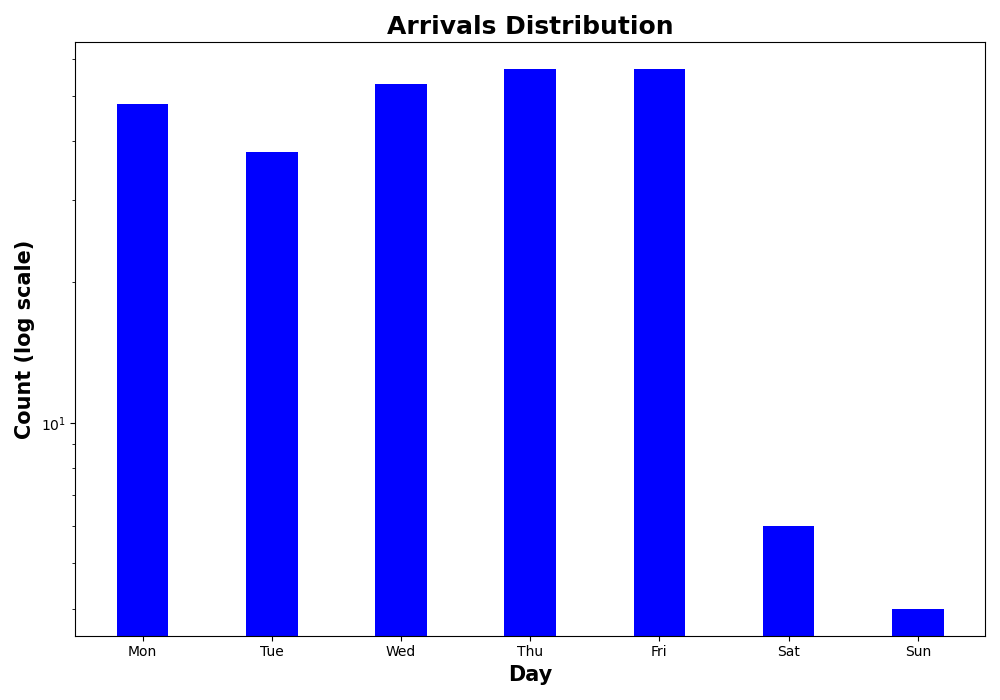 Arrivals Distribution
Count (log scale)
10¹
Mon Tue Wed Thu Fri Sat Sun
Day